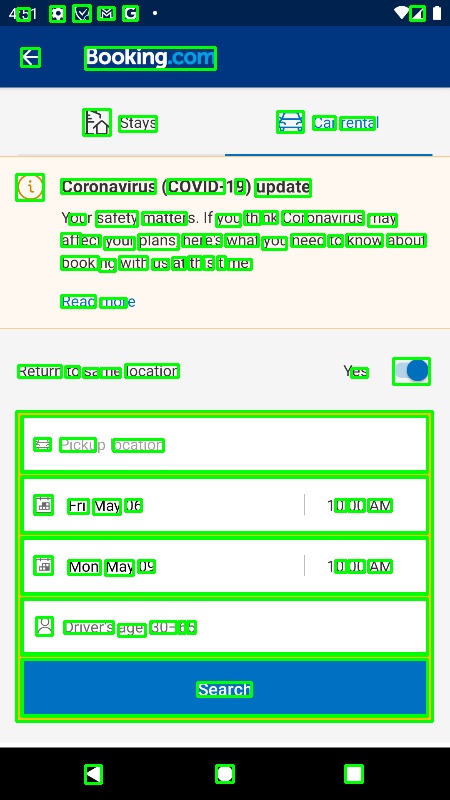 4:51
Booking.com
Stays
Car rental
Coronavirus (COVID-19) update
Your safety matters. If you think Coronavirus may
affect your plans here's what you need to know about
booking with us at this time.
Read more
Return to same location
Yes
Pickup location
Fri May 06
10:00 AM
Mon May 09
10:00 AM
Driver's age: 30-65
Search